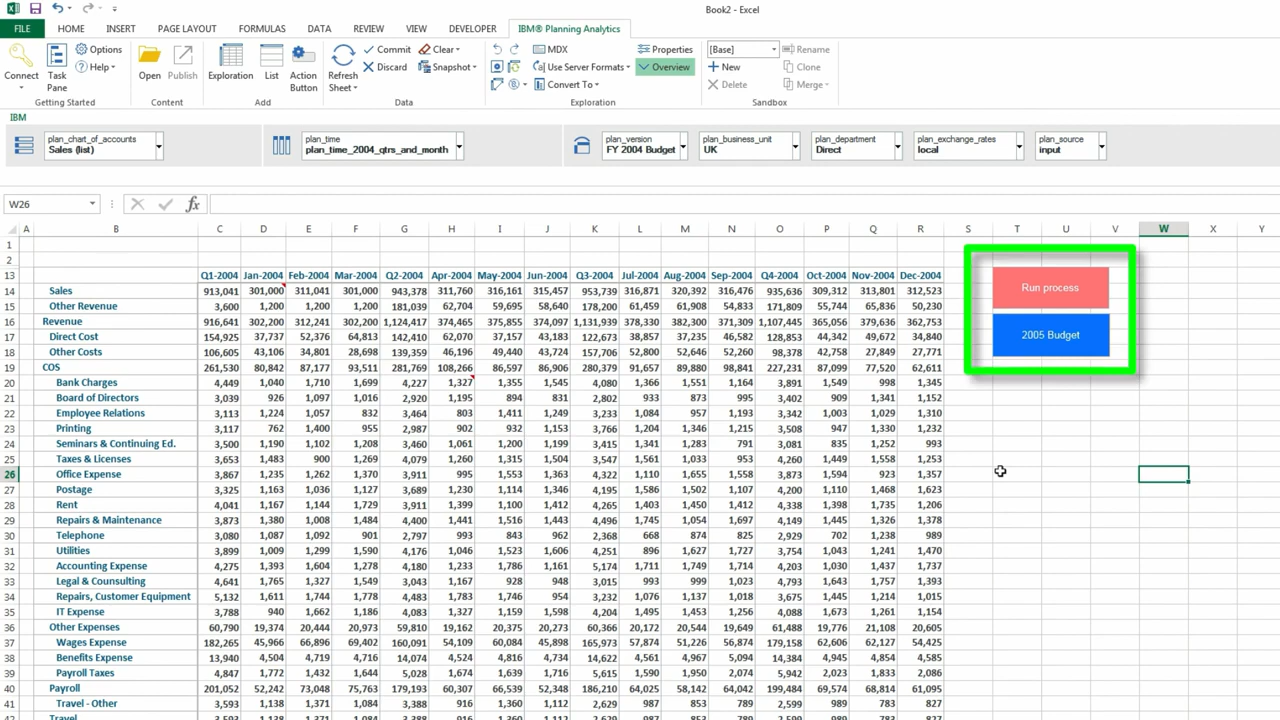 Book2 - Excel
FILE HOME INSERT PAGE LAYOUT FORMULAS DATA REVIEW VIEW DEVELOPER IBM® Planning Analytics
Connect Task Pane Options Help Open Publish Exploration List Action Button Refresh Sheet Commit Discard Clear Snapshot MDX Use Server Formats Convert To Properties Overview [Base] New Delete Rename Clone Merge
Getting Started Content Add Data Exploration Sandbox
IBM
plan_chart_of_accounts plan_time plan_version plan_business_unit plan_department plan_exchange_rates plan_source
Sales (list) plan_time_2004_qtrs_and_month FY 2004 Budget UK Direct local input
W26 fx
A B C D E F G H I J K L M N O P Q R S T U V W X Y
1
2
13 Q1-2004 Jan-2004 Feb-2004 Mar-2004 Q2-2004 Apr-2004 May-2004 Jun-2004 Q3-2004 Jul-2004 Aug-2004 Sep-2004 Q4-2004 Oct-2004 Nov-2004 Dec-2004
Run process
14 Sales 913,041 301,000 311,041 301,000 943,378 311,760 316,161 315,457 953,739 316,871 320,392 316,476 935,636 309,312 313,801 312,523
15 Other Revenue 3,600 1,200 1,200 1,200 181,039 62,704 59,695 58,640 178,200 61,459 61,908 54,833 171,809 55,744 65,836 50,230
16 Revenue 916,641 302,200 312,241 302,200 1,124,417 374,465 375,855 374,097 1,131,939 378,330 382,300 371,309 1,107,445 365,056 379,636 362,753
2005 Budget
17 Direct Cost 154,925 37,737 52,376 64,813 142,410 62,070 37,157 43,183 122,673 38,857 37,235 46,582 128,853 44,342 49,672 34,840
18 Other Costs 106,605 43,106 34,801 28,698 139,359 46,196 49,440 43,724 157,706 52,800 52,646 52,260 98,378 42,758 28,849 27,771
19 COS 261,530 80,842 87,177 93,511 281,769 108,266 86,597 86,906 280,379 91,657 89,880 98,841 227,231 87,099 77,520 62,611
20 Bank Charges 4,449 1,040 1,710 1,699 4,227 1,327 1,355 1,545 4,080 1,366 1,551 1,164 3,891 1,549 998 1,345
21 Board of Directors 3,039 926 1,097 1,016 2,920 1,195 894 831 2,802 933 873 995 3,402 909 1,341 1,152
22 Employee Relations 3,113 1,224 1,057 832 3,464 803 1,411 1,249 3,233 1,084 957 1,193 3,342 1,003 1,029 1,310
23 Printing 3,117 762 1,400 955 2,987 902 932 1,153 3,766 1,204 1,346 1,215 3,508 947 1,330 1,232
24 Seminars & Continuing Ed. 3,500 1,190 1,102 1,208 3,460 1,061 1,200 1,199 3,415 1,341 1,283 791 3,081 835 1,252 993
25 Taxes & Licenses 3,653 1,483 900 1,269 4,079 1,260 1,315 1,504 3,547 1,561 1,033 953 4,260 1,449 1,558 1,253
26 Office Expense 3,867 1,235 1,262 1,370 3,911 995 1,553 1,363 4,322 1,110 1,655 1,558 3,873 1,594 923 1,357
27 Postage 3,325 1,163 1,036 1,127 3,689 1,230 1,114 1,346 4,195 1,586 1,502 1,107 4,200 1,110 1,468 1,623
28 Rent 4,041 1,167 1,144 1,729 3,911 1,399 1,100 1,412 4,265 1,403 1,450 1,412 4,338 1,398 1,735 1,206
29 Repairs & Maintenance 3,873 1,380 1,008 1,484 4,400 1,441 1,516 1,443 4,496 1,745 1,054 1,697 4,149 1,445 1,326 1,378
30 Telephone 3,080 1,087 1,092 901 2,797 993 843 962 2,368 668 874 825 2,929 702 1,238 989
31 Utilities 3,899 1,009 1,299 1,590 4,176 1,046 1,523 1,606 4,251 896 1,627 1,727 3,754 1,043 1,241 1,470
32 Accounting Expense 4,275 1,393 1,604 1,278 4,180 1,233 1,786 1,161 5,174 1,711 1,749 1,714 4,203 1,030 1,437 1,737
33 Legal & Counsulting 4,641 1,765 1,327 1,549 3,043 1,167 928 948 3,015 993 999 1,023 4,793 1,643 1,757 1,393
34 Repairs, Customer Equipment 5,132 1,611 1,744 1,778 4,483 1,783 1,746 954 3,232 1,076 1,137 1,018 3,675 1,445 1,214 1,015
35 IT Expense 3,788 940 1,662 1,186 4,083 1,327 1,159 1,598 4,204 1,495 1,453 1,256 4,088 1,673 1,261 1,154
36 Other Expenses 60,790 19,374 20,444 20,973 59,810 19,162 20,375 20,273 60,367 20,172 20,544 19,649 61,488 19,776 21,108 20,605
37 Wages Expense 182,265 45,966 66,896 69,402 160,091 54,109 60,084 45,898 165,973 57,874 51,226 56,874 179,158 62,606 62,127 54,425
38 Benefits Expense 13,940 4,504 4,719 4,716 14,074 4,524 4,816 4,734 14,622 4,561 4,967 5,094 14,384 4,945 4,854 4,585
39 Payroll Taxes 4,847 1,772 1,432 1,644 5,028 1,674 1,639 1,716 5,615 1,590 1,950 2,074 5,942 2,023 1,833 2,086
40 Payroll 201,052 52,242 73,048 75,763 179,193 60,307 66,539 52,348 186,210 64,025 58,142 64,042 199,484 69,574 68,814 61,095
41 Travel - Other 3,593 1,138 1,371 1,084 3,388 916 1,360 1,112 3,542 987 853 789 2,599 989 783 827